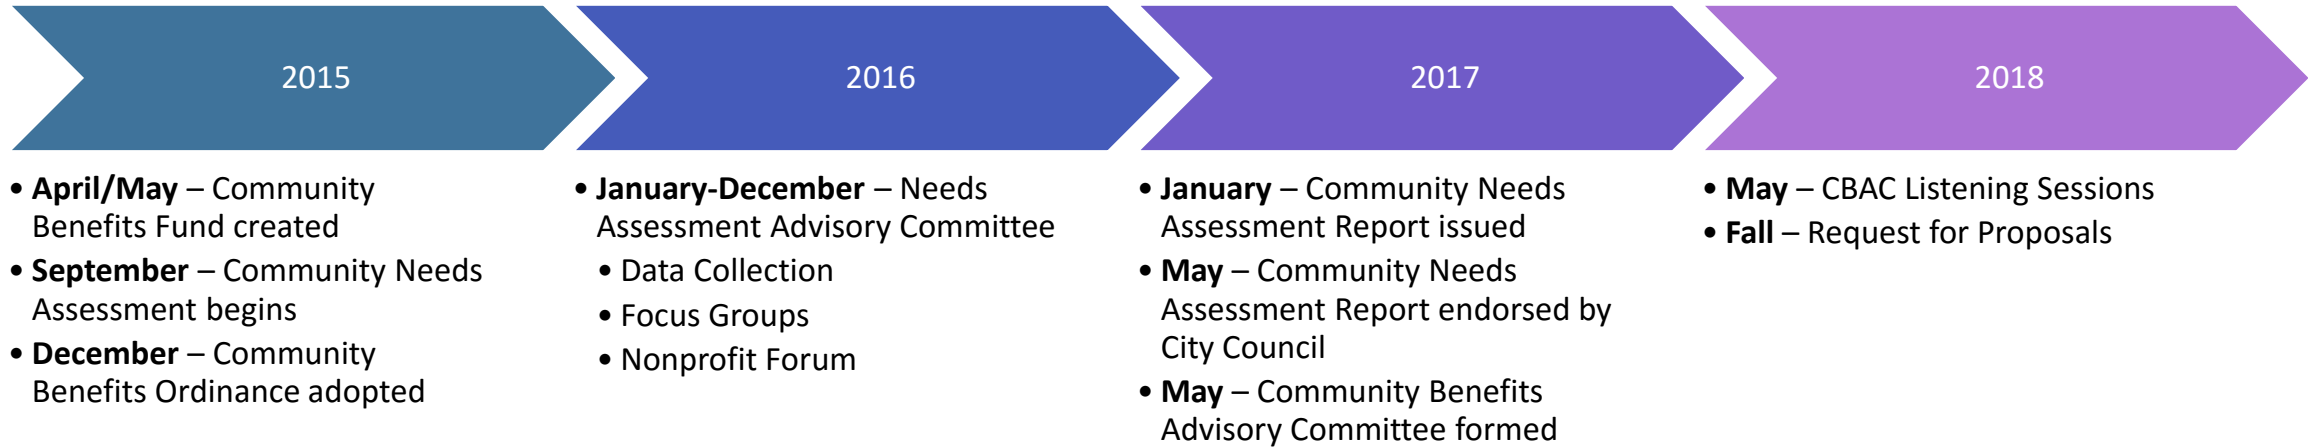 2015
• April/May – Community
Benefits Fund created
• September – Community Needs
Assessment begins
• December – Community
Benefits Ordinance adopted
2016
• January-December – Needs
Assessment Advisory Committee
• Data Collection
• Focus Groups
• Nonprofit Forum
2017
• January – Community Needs
Assessment Report issued
• May – Community Needs
Assessment Report endorsed by
City Council
• May – Community Benefits
Advisory Committee formed
2018
• May – CBAC Listening Sessions
• Fall – Request for Proposals